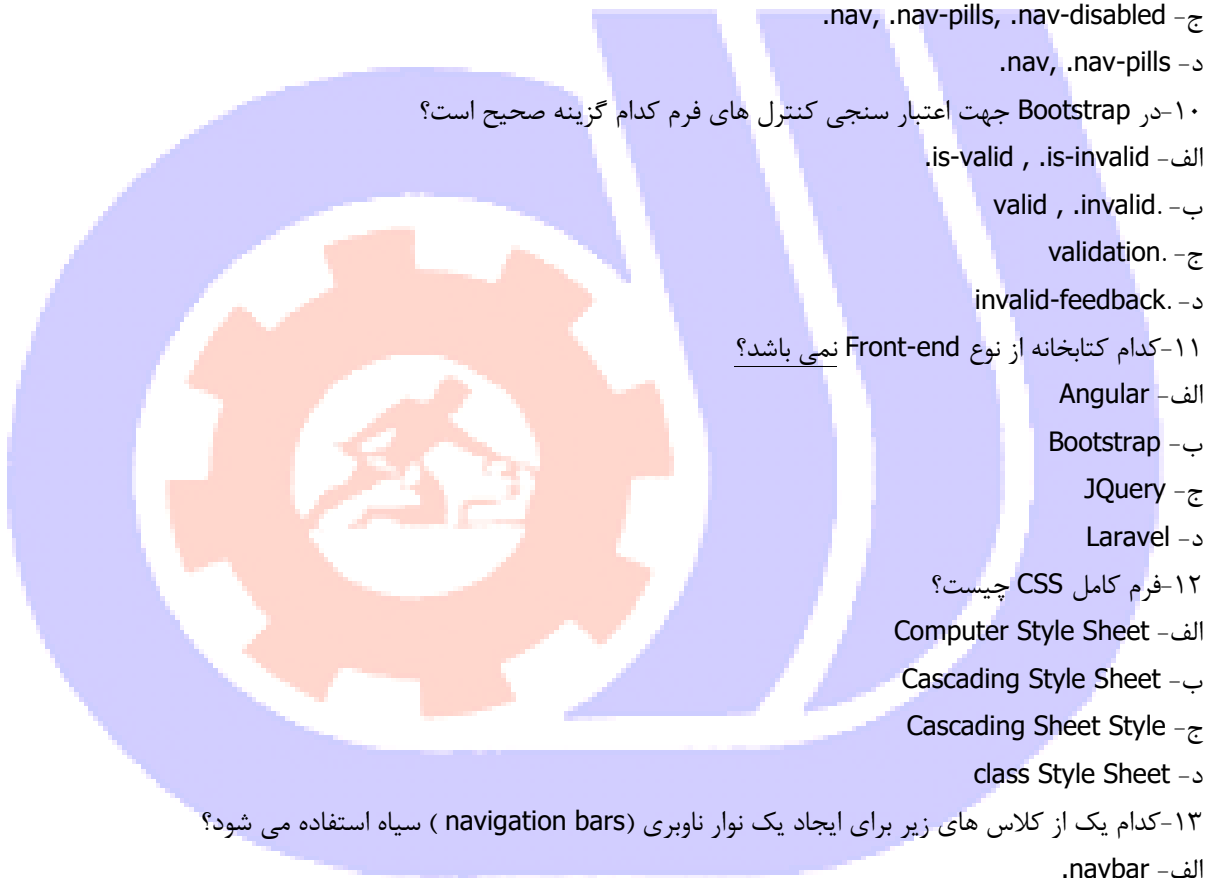 ج- .nav, .nav-pills, .nav-disabled
د- .nav, .nav-pills
۱۰-در Bootstrap جهت اعتبار سنجی کنترل های فرم کدام گزینه صحیح است؟
الف- .is-valid , .is-invalid
ب- .valid , .invalid
ج- .validation
د- .invalid-feedback
۱۱-کدام کتابخانه از نوع Front-end نمی باشد؟
الف- Angular
ب- Bootstrap
ج- JQuery
د- Laravel
۱۲-فرم کامل CSS چیست؟
الف- Computer Style Sheet
ب- Cascading Style Sheet
ج- Cascading Sheet Style
د- class Style Sheet
۱۳-کدام یک از کلاس های زیر برای ایجاد یک نوار ناوبری (navigation bars ) سیاه استفاده می شود؟
الف- .navbar